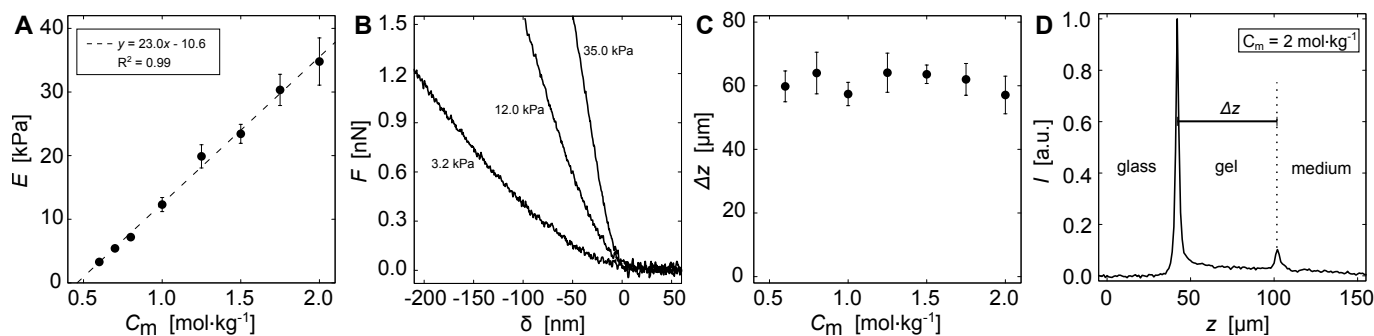 A
y = 23.0x - 10.6
R² = 0.99
E [kPa]
40
30
20
10
0
0.5 1.0 1.5 2.0
Cₘ [mol·kg⁻¹]
B
35.0 kPa
12.0 kPa
3.2 kPa
F [nN]
1.5
1.2
0.9
0.6
0.3
0.0
-200 -150 -100 -50 0 50
δ [nm]
C
Δz [μm]
80
60
40
20
0
0.5 1.0 1.5 2.0
Cₘ [mol·kg⁻¹]
D
Cₘ = 2 mol·kg⁻¹
Δz
glass gel medium
I [a.u.]
1.0
0.8
0.6
0.4
0.2
0.0
0 50 100 150
z [μm]